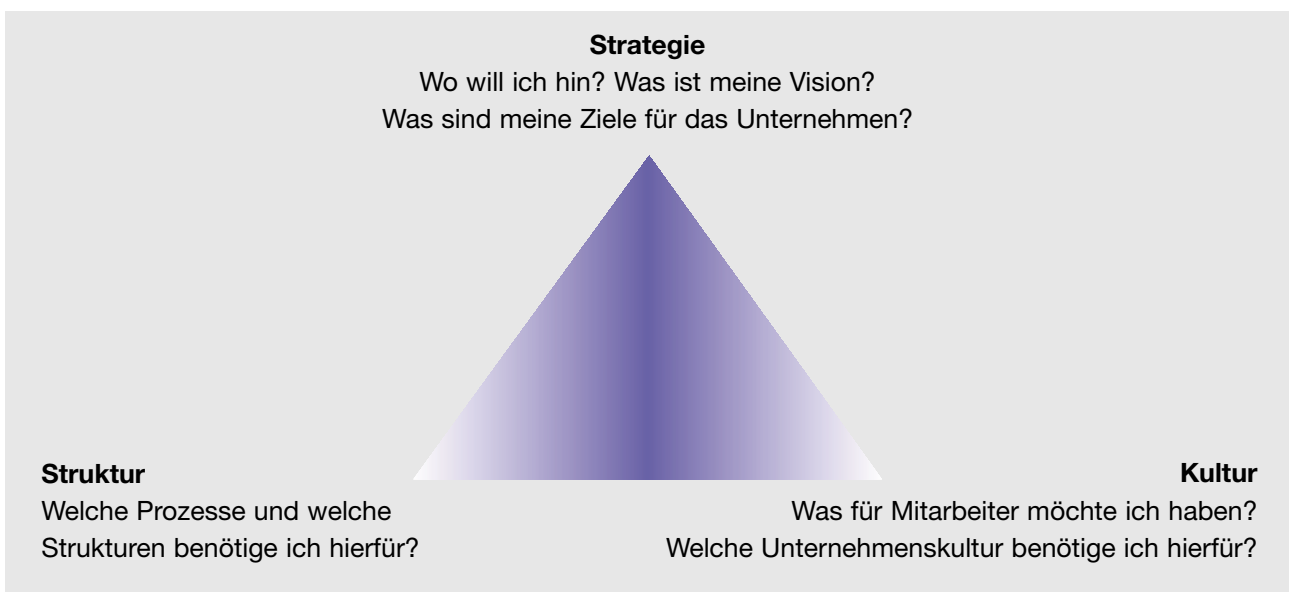 Strategie
Wo will ich hin? Was ist meine Vision?
Was sind meine Ziele für das Unternehmen?
Struktur
Welche Prozesse und welche
Strukturen benötige ich hierfür?
Kultur
Was für Mitarbeiter möchte ich haben?
Welche Unternehmenskultur benötige ich hierfür?